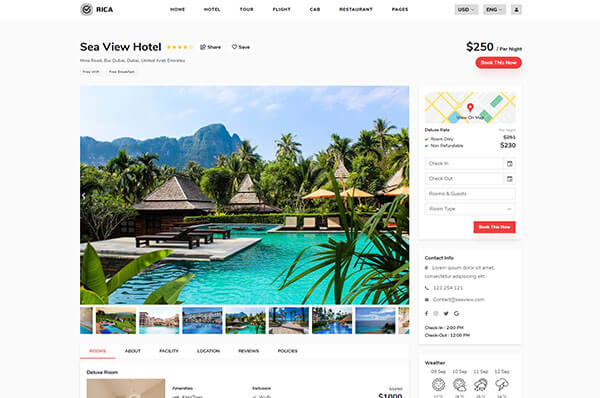 RICA
HOME HOTEL TOUR FLIGHT CAB RESTAURANT PAGES
USD ENG
Sea View Hotel Share Save
$250 / Per Night
Mina Road, Bur Dubai, Dubai, United Arab Emirates
Book This Now
Free Wifi Free Breakfast
View On Map
Deluxe Rate Per Night
Room Only $291
Non Refundable $230
Check In
Check Out
Rooms & Guests
Room Type
Book This Now
Contact Info
Lorem ipsum dolor sit amet,
consectetur adipisicing elit.
123 254 121
Contact@seaview.com
Check-In : 2:00 PM
Check-Out : 12:00 PM
ROOMS ABOUT FACILITY LOCATION REVIEWS POLICIES
Weather
09 Sep 10 Sep 11 Sep 12 Sep
Deluxe Room
Amenities Inclusion
$1000